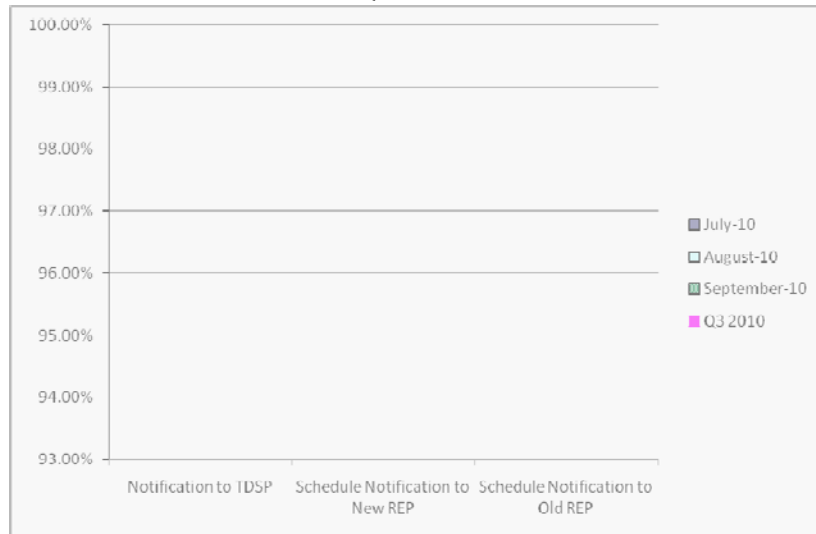 100.00%
99.00%
98.00%
97.00%
96.00%
95.00%
94.00%
93.00%
Notification to TDSP
Schedule Notification to
New REP
Schedule Notification to
Old REP
July-10
August-10
September-10
Q3 2010